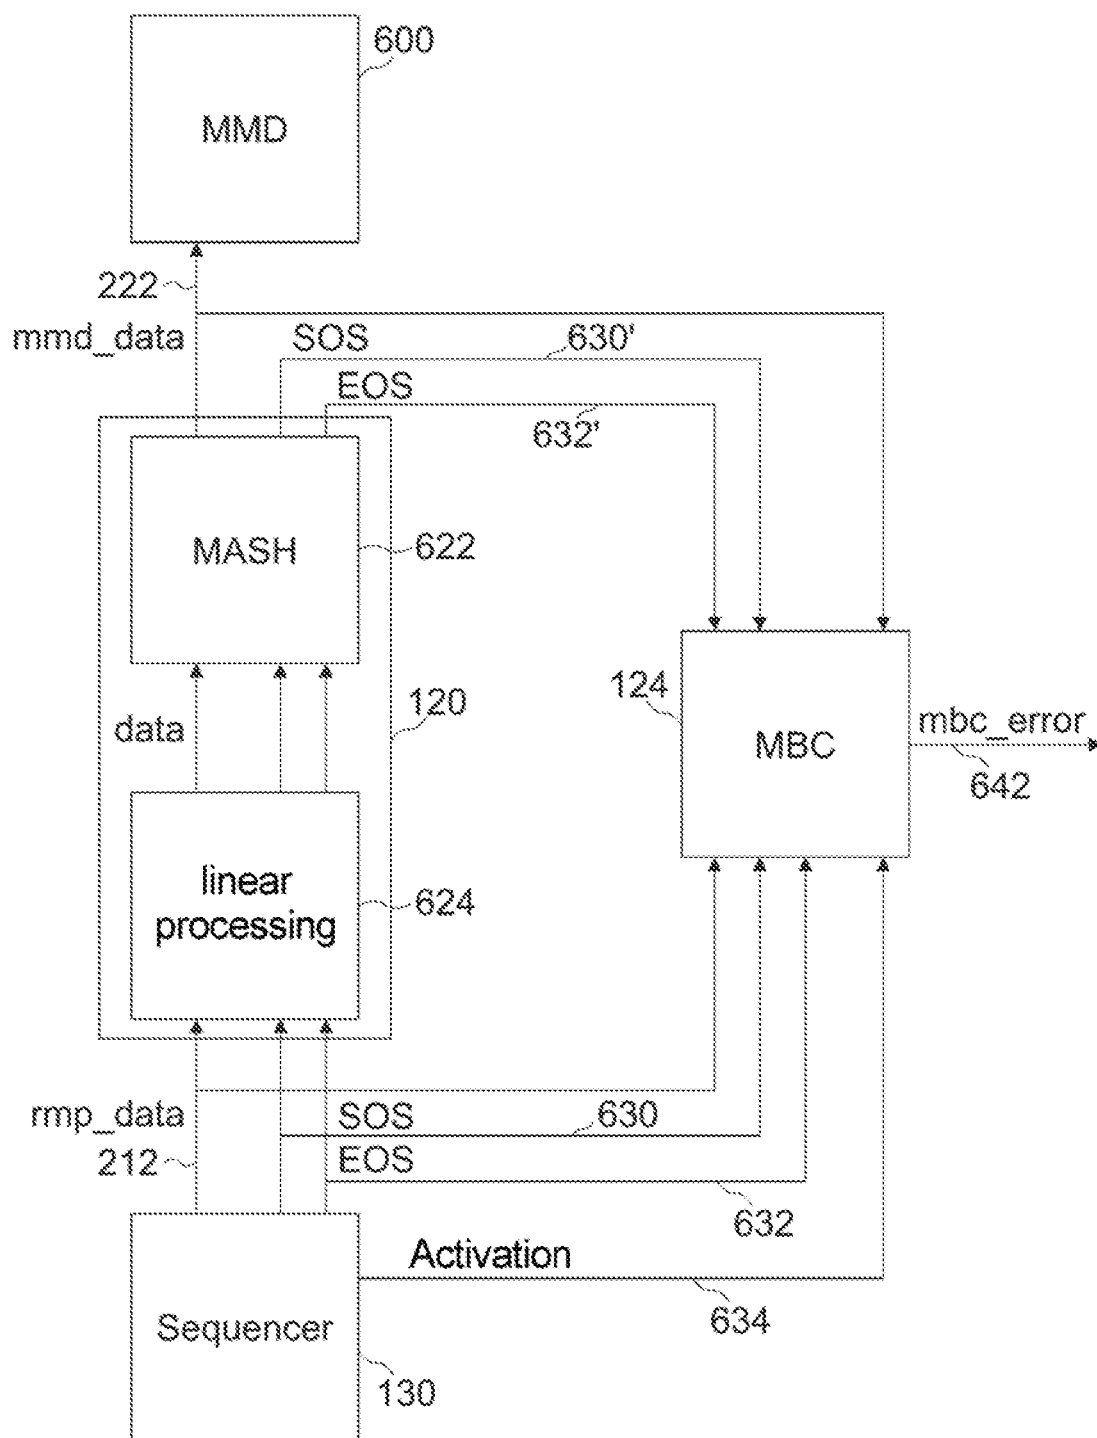 600
MMD
222
mmd_data
SOS
630'
EOS
632'
MASH
622
120
data
124
MBC
mbc_error
642
linear
processing
624
rmp_data
212
SOS
630
EOS
632
Activation
634
Sequencer
130